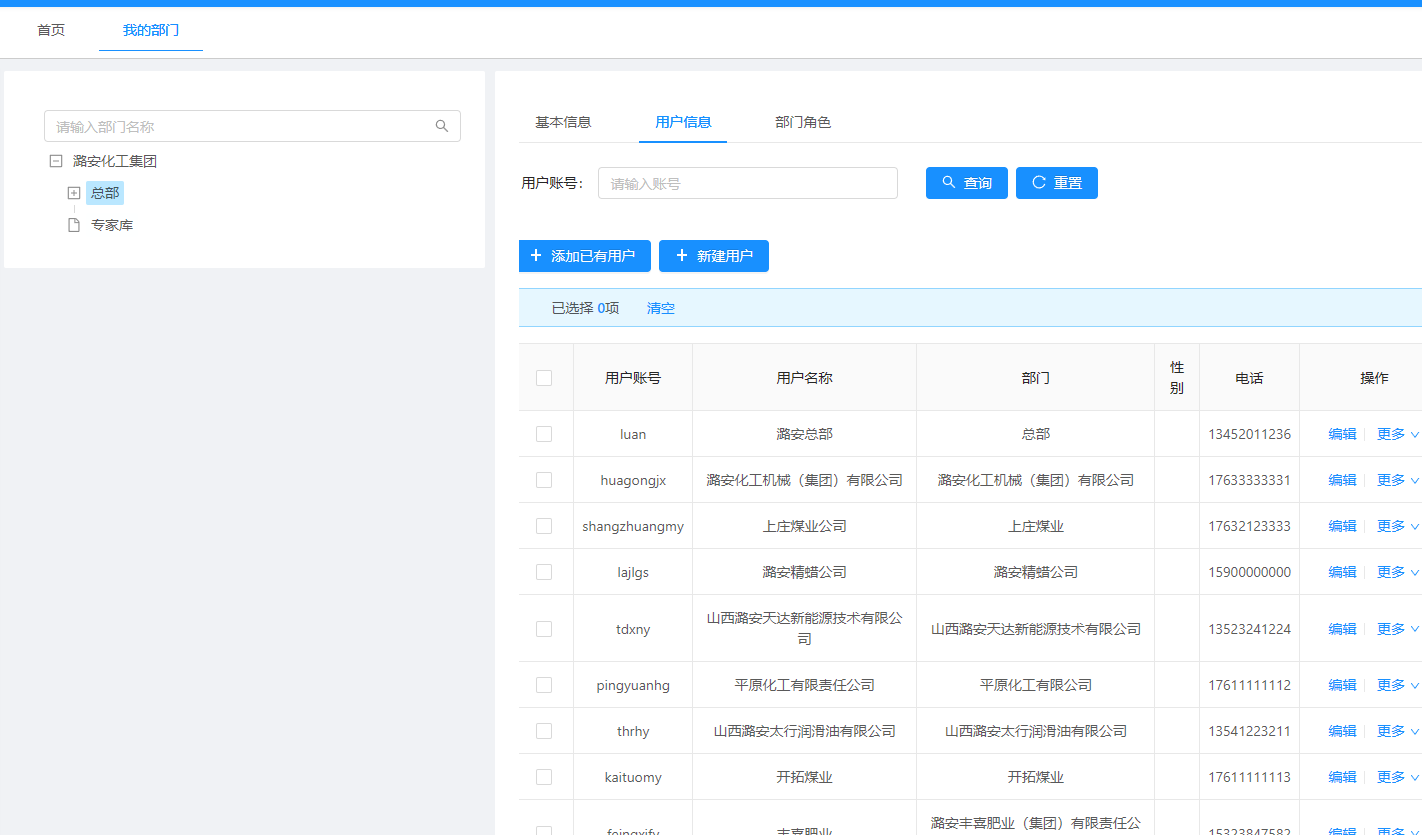 首页 我的部门
请输入部门名称
潞安化工集团
总部
专家库
基本信息 用户信息 部门角色
用户账号： 请输入账号 查询 重置
添加已有用户 新建用户
已选择 0项 清空
用户账号 用户名称 部门 性别 电话 操作
luan 潞安总部 总部 13452011236 编辑 更多
huagongjx 潞安化工机械（集团）有限公司 潞安化工机械（集团）有限公司 17633333331 编辑 更多
shangzhuangmy 上庄煤业公司 上庄煤业 17632123333 编辑 更多
lajlgs 潞安精蜡公司 潞安精蜡公司 15900000000 编辑 更多
tdxny 山西潞安天达新能源技术有限公司 山西潞安天达新能源技术有限公司 13523241224 编辑 更多
pingyuanhg 平原化工有限责任公司 平原化工有限公司 17611111112 编辑 更多
thrhy 山西潞安太行润滑油有限公司 山西潞安太行润滑油有限公司 13541223211 编辑 更多
kaituomy 开拓煤业 开拓煤业 17611111113 编辑 更多
fengxify 丰喜肥业 潞安丰喜肥业（集团）有限责任公 15323847582 编辑 更多